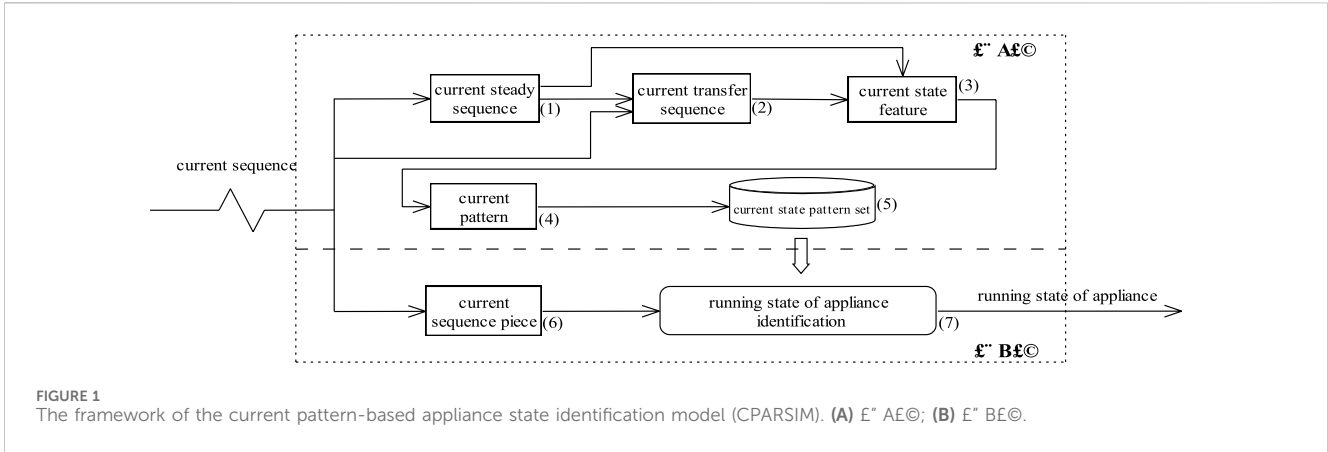 £¨ A£©
current steady
sequence
(1)
current transfer
sequence
(2)
current state
feature
(3)
current sequence
current
pattern
(4)
current state pattern set
(5)
current
sequence piece
(6)
running state of appliance
identification
(7)
running state of appliance
£¨ B£©
FIGURE 1
The framework of the current pattern-based appliance state identification model (CPARSIM). (A) £" A£©; (B) £" B£©.